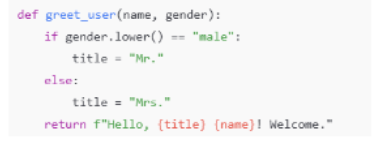 def greet_user(name, gender):
    if gender.lower() == "male":
        title = "Mr."
    else:
        title = "Mrs."
    return f"Hello, {title} {name}! Welcome."